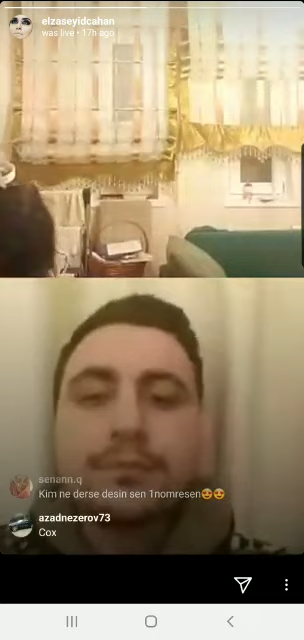 elzaseyidcahan
was live • 17h ago
senann.q
Kim ne derse desin sen 1nomresen😍😍
azadnezerov73
Cox